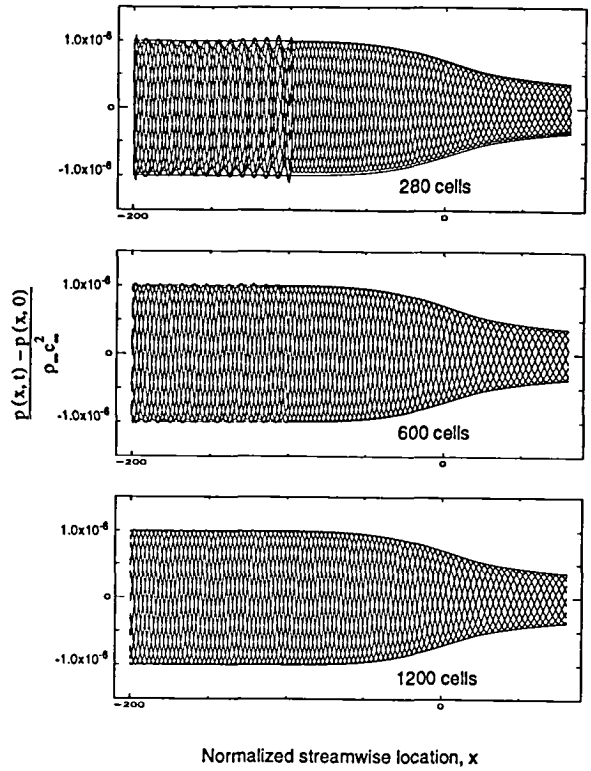 1.0x10-6
0
-1.0x10-6
280 cells
-200
0
1.0x10-6
0
-1.0x10-6
600 cells
-200
0
p(x, t) - p(x, 0)
ρ∞c∞2
1.0x10-6
0
-1.0x10-6
1200 cells
-200
0
Normalized streamwise location, x